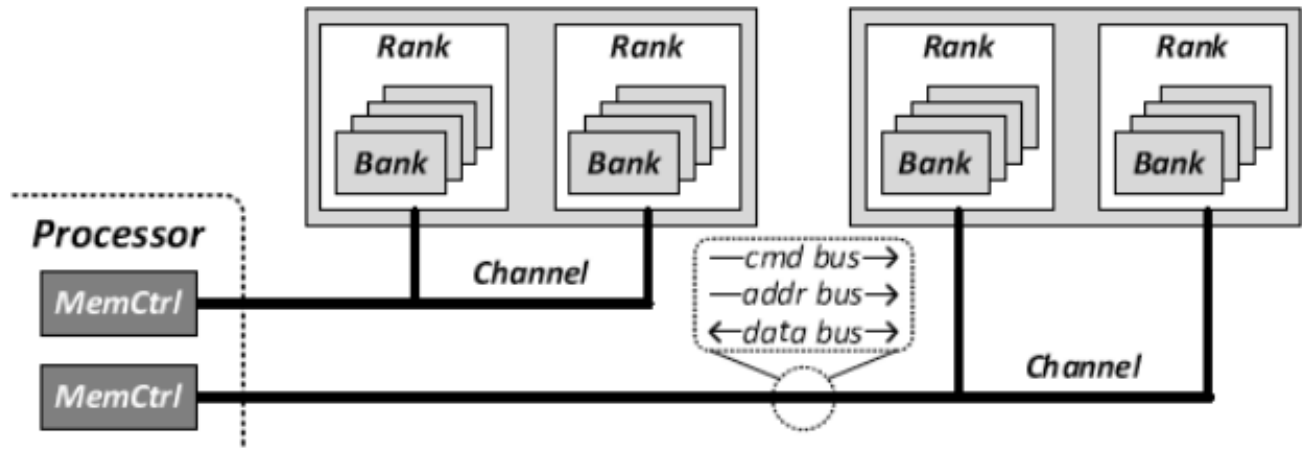 Rank
Rank
Rank
Rank
Bank
Bank
Bank
Bank
Processor
MemCtrl
MemCtrl
Channel
cmd bus
addr bus
data bus
Channel